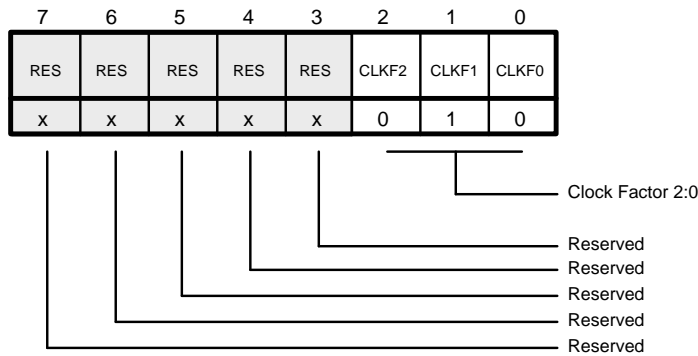 7 6 5 4 3 2 1 0
RES RES RES RES RES CLKF2 CLKF1 CLKF0
x x x x x 0 1 0
Clock Factor 2:0
Reserved
Reserved
Reserved
Reserved
Reserved